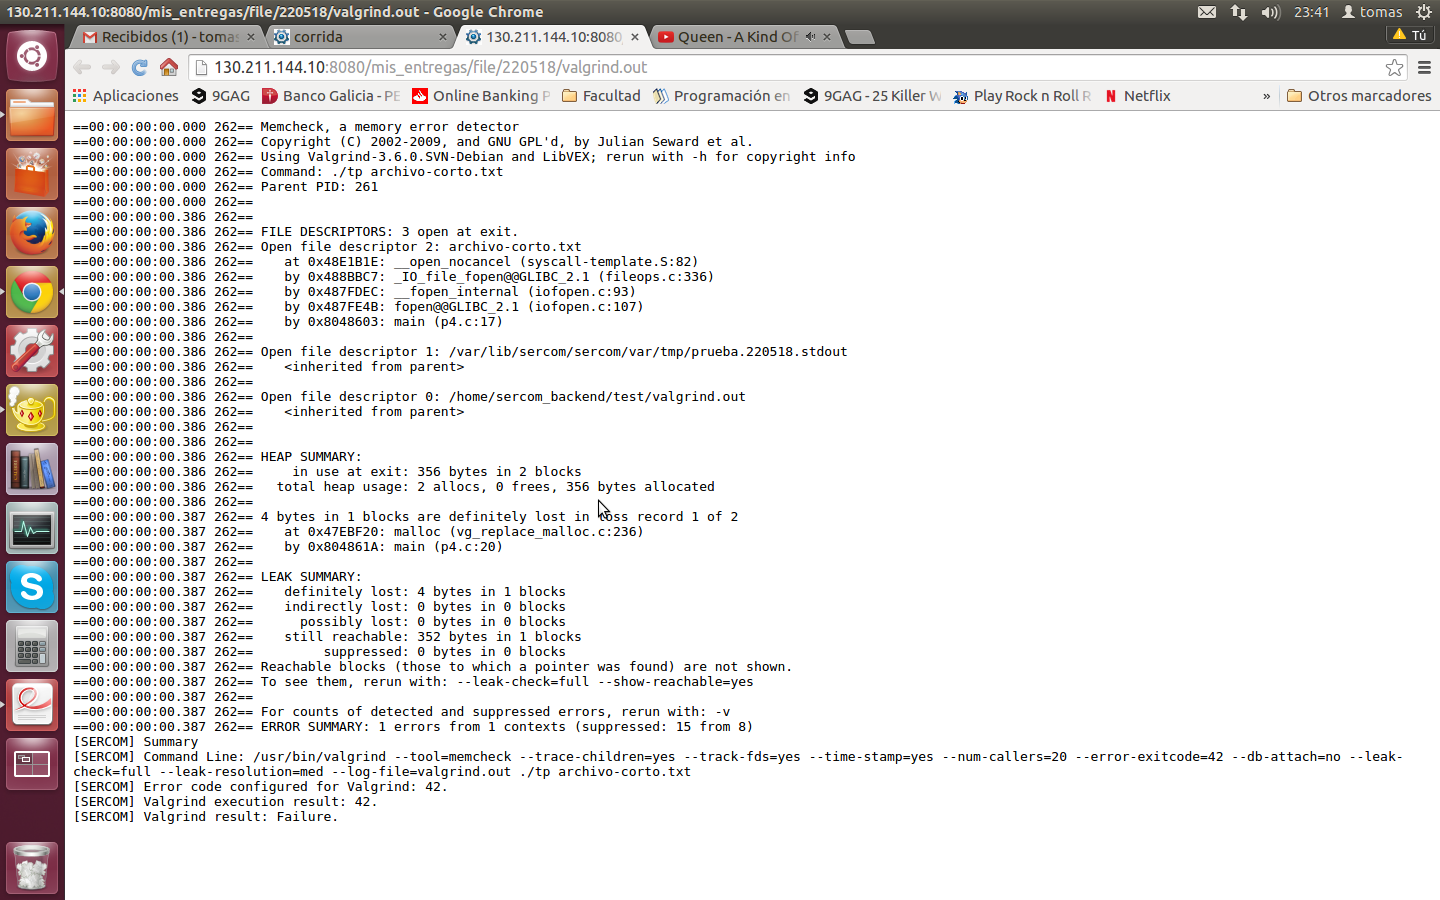 130.211.144.10:8080/mis_entregas/file/220518/valgrind.out - Google Chrome
23:41
tomas
Recibidos (1) - tomas
corrida
130.211.144.10:8080
Queen - A Kind Of
Tú
130.211.144.10:8080/mis_entregas/file/220518/valgrind.out
Aplicaciones
9GAG
Banco Galicia - PE
Online Banking P
Facultad
Programación en
9GAG - 25 Killer W
Play Rock n Roll R
Netflix
»
Otros marcadores
==00:00:00:00.000 262== Memcheck, a memory error detector
==00:00:00:00.000 262== Copyright (C) 2002-2009, and GNU GPL'd, by Julian Seward et al.
==00:00:00:00.000 262== Using Valgrind-3.6.0.SVN-Debian and LibVEX; rerun with -h for copyright info
==00:00:00:00.000 262== Command: ./tp archivo-corto.txt
==00:00:00:00.000 262== Parent PID: 261
==00:00:00:00.000 262==
==00:00:00:00.386 262==
==00:00:00:00.386 262== FILE DESCRIPTORS: 3 open at exit.
==00:00:00:00.386 262== Open file descriptor 2: archivo-corto.txt
==00:00:00:00.386 262==    at 0x48E1B1E: __open_nocancel (syscall-template.S:82)
==00:00:00:00.386 262==    by 0x488BBC7: _IO_file_fopen@@GLIBC_2.1 (fileops.c:336)
==00:00:00:00.386 262==    by 0x487FDEC: __fopen_internal (iofopen.c:93)
==00:00:00:00.386 262==    by 0x487FE4B: fopen@@GLIBC_2.1 (iofopen.c:107)
==00:00:00:00.386 262==    by 0x8048603: main (p4.c:17)
==00:00:00:00.386 262==
==00:00:00:00.386 262== Open file descriptor 1: /var/lib/sercom/sercom/var/tmp/prueba.220518.stdout
==00:00:00:00.386 262==    <inherited from parent>
==00:00:00:00.386 262==
==00:00:00:00.386 262== Open file descriptor 0: /home/sercom_backend/test/valgrind.out
==00:00:00:00.386 262==    <inherited from parent>
==00:00:00:00.386 262==
==00:00:00:00.386 262==
==00:00:00:00.386 262== HEAP SUMMARY:
==00:00:00:00.386 262==     in use at exit: 356 bytes in 2 blocks
==00:00:00:00.386 262==   total heap usage: 2 allocs, 0 frees, 356 bytes allocated
==00:00:00:00.386 262==
==00:00:00:00.387 262== 4 bytes in 1 blocks are definitely lost in loss record 1 of 2
==00:00:00:00.387 262==    at 0x47EBF20: malloc (vg_replace_malloc.c:236)
==00:00:00:00.387 262==    by 0x804861A: main (p4.c:20)
==00:00:00:00.387 262==
==00:00:00:00.387 262== LEAK SUMMARY:
==00:00:00:00.387 262==    definitely lost: 4 bytes in 1 blocks
==00:00:00:00.387 262==    indirectly lost: 0 bytes in 0 blocks
==00:00:00:00.387 262==      possibly lost: 0 bytes in 0 blocks
==00:00:00:00.387 262==    still reachable: 352 bytes in 1 blocks
==00:00:00:00.387 262==         suppressed: 0 bytes in 0 blocks
==00:00:00:00.387 262== Reachable blocks (those to which a pointer was found) are not shown.
==00:00:00:00.387 262== To see them, rerun with: --leak-check=full --show-reachable=yes
==00:00:00:00.387 262==
==00:00:00:00.387 262== For counts of detected and suppressed errors, rerun with: -v
==00:00:00:00.387 262== ERROR SUMMARY: 1 errors from 1 contexts (suppressed: 15 from 8)
[SERCOM] Summary
[SERCOM] Command Line: /usr/bin/valgrind --tool=memcheck --trace-children=yes --track-fds=yes --time-stamp=yes --num-callers=20 --error-exitcode=42 --db-attach=no --leak-
check=full --leak-resolution=med --log-file=valgrind.out ./tp archivo-corto.txt
[SERCOM] Error code configured for Valgrind: 42.
[SERCOM] Valgrind execution result: 42.
[SERCOM] Valgrind result: Failure.